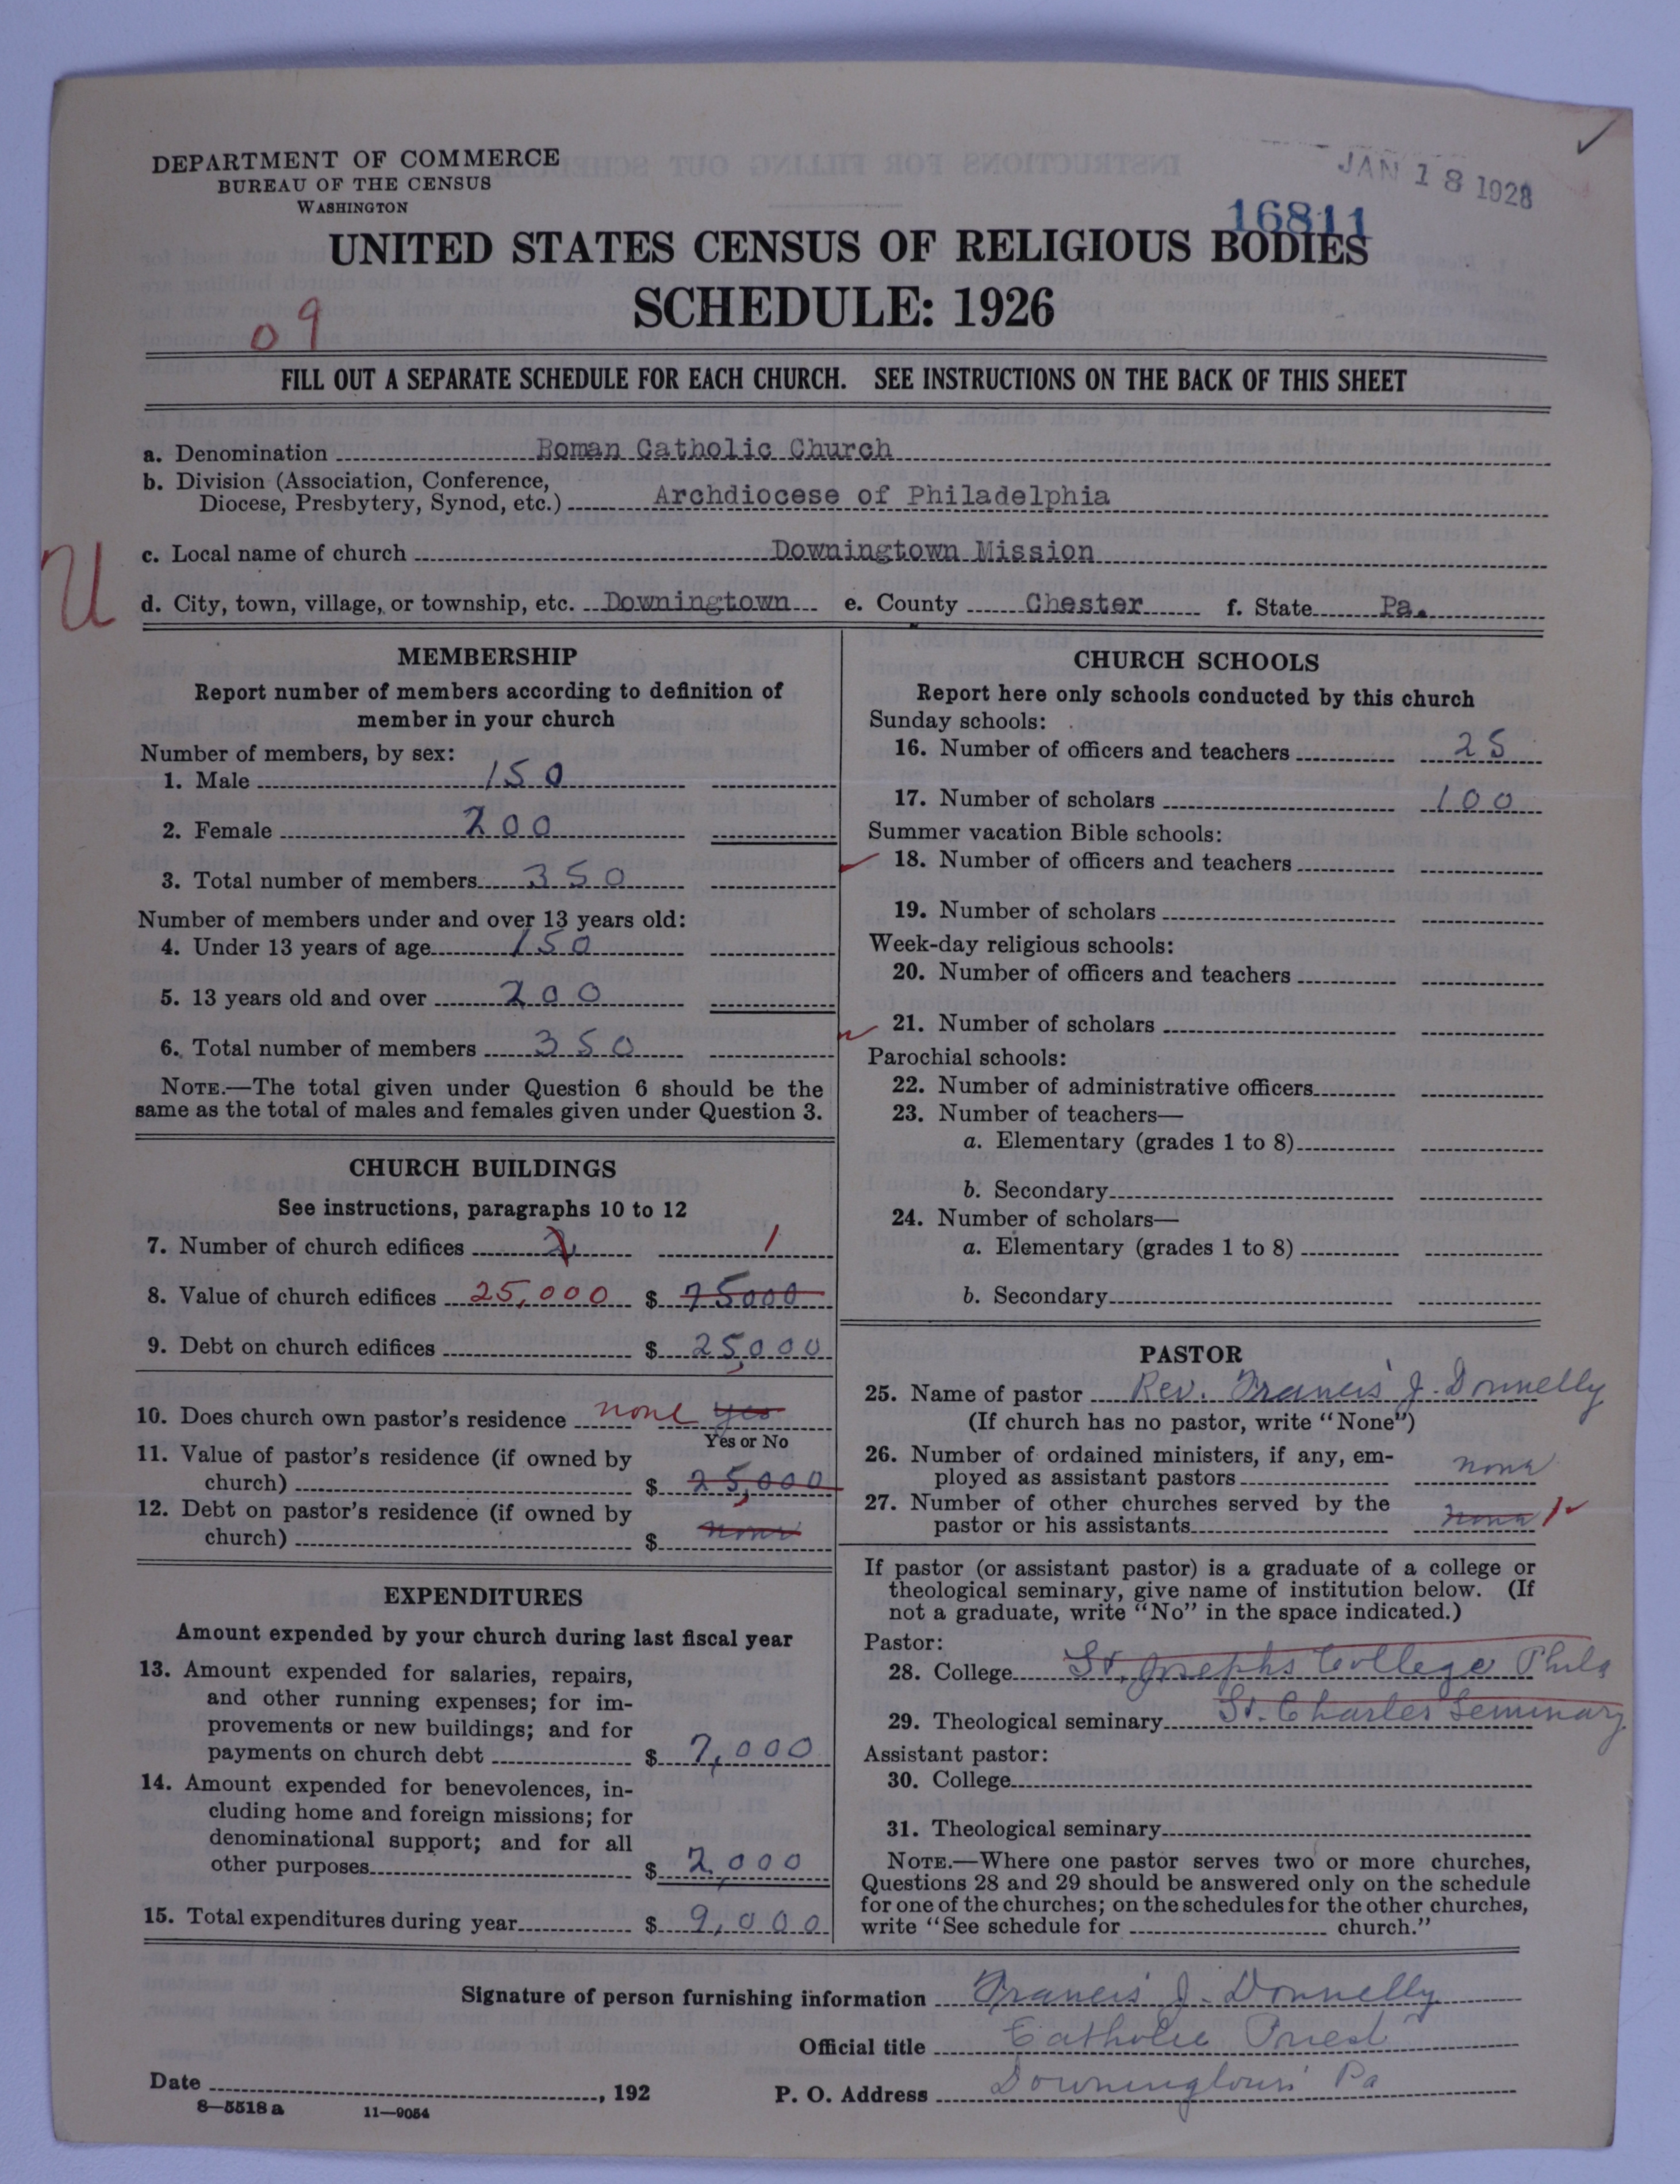 DEPARTMENT OF COMMERCE
BUREAU OF THE CENSUS
WASHINGTON
JAN 18 1928
16811
UNITED STATES CENSUS OF RELIGIOUS BODIES
SCHEDULE: 1926
09
FILL OUT A SEPARATE SCHEDULE FOR EACH CHURCH. SEE INSTRUCTIONS ON THE BACK OF THIS SHEET
a. Denomination Roman Catholic Church
b. Division (Association, Conference,
Diocese, Presbytery, Synod, etc.) Archdiocese of Philadelphia
c. Local name of church Downingtown Mission
U
d. City, town, village, or township, etc. Downingtown e. County Chester f. State Pa.
MEMBERSHIP
Report number of members according to definition of
member in your church
Number of members, by sex:
1. Male 150
2. Female 200
3. Total number of members 350
Number of members under and over 13 years old:
4. Under 13 years of age 150
5. 13 years old and over 200
6. Total number of members 350
NOTE.—The total given under Question 6 should be the
same as the total of males and females given under Question 3.
CHURCH BUILDINGS
See instructions, paragraphs 10 to 12
7. Number of church edifices 2 1
8. Value of church edifices 25,000 $ 75000
9. Debt on church edifices $ 25,000
10. Does church own pastor's residence none yes
Yes or No
11. Value of pastor's residence (if owned by
church) $ 25,000
12. Debt on pastor's residence (if owned by
church) $ none
EXPENDITURES
Amount expended by your church during last fiscal year
13. Amount expended for salaries, repairs,
and other running expenses; for im-
provements or new buildings; and for
payments on church debt $ 7,000
14. Amount expended for benevolences, in-
cluding home and foreign missions; for
denominational support; and for all
other purposes $ 2,000
15. Total expenditures during year $ 9,000
CHURCH SCHOOLS
Report here only schools conducted by this church
Sunday schools:
16. Number of officers and teachers 25
17. Number of scholars 100
Summer vacation Bible schools:
18. Number of officers and teachers
19. Number of scholars
Week-day religious schools:
20. Number of officers and teachers
21. Number of scholars
Parochial schools:
22. Number of administrative officers
23. Number of teachers—
a. Elementary (grades 1 to 8)
b. Secondary
24. Number of scholars—
a. Elementary (grades 1 to 8)
b. Secondary
PASTOR
25. Name of pastor Rev. Francis J. Donnelly
(If church has no pastor, write "None")
26. Number of ordained ministers, if any, em-
ployed as assistant pastors none
27. Number of other churches served by the
pastor or his assistants none 1
If pastor (or assistant pastor) is a graduate of a college or
theological seminary, give name of institution below. (If
not a graduate, write "No" in the space indicated.)
Pastor:
28. College St. Josephs College Phila
29. Theological seminary St. Charles Seminary
Assistant pastor:
30. College
31. Theological seminary
NOTE.—Where one pastor serves two or more churches,
Questions 28 and 29 should be answered only on the schedule
for one of the churches; on the schedules for the other churches,
write "See schedule for church."
Signature of person furnishing information Francis J. Donnelly
Official title Catholic Priest
Date , 192
P. O. Address Downingtown Pa
8—5518 a 11—9054